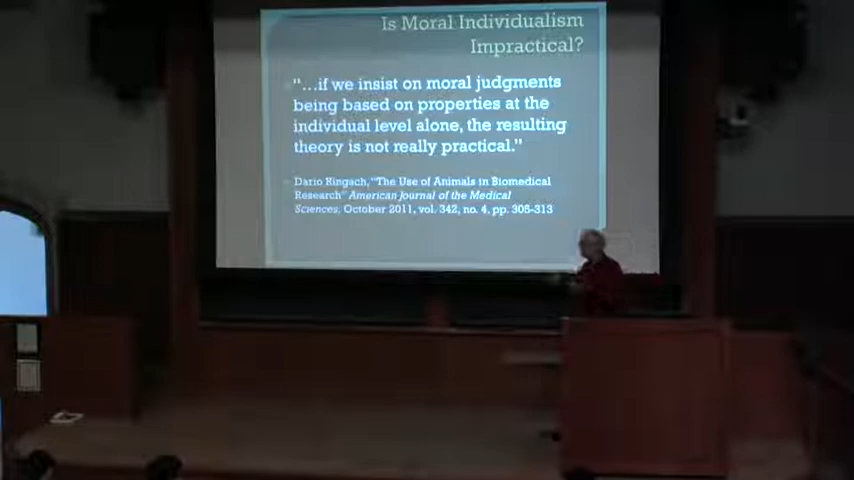 Is Moral Individualism
Impractical?
"...if we insist on moral judgments
being based on properties at the
individual level alone, the resulting
theory is not really practical."
Dario Ringach, "The Use of Animals in Biomedical
Research" American Journal of the Medical
Sciences, October 2011, vol. 342, no. 4, pp. 305-313